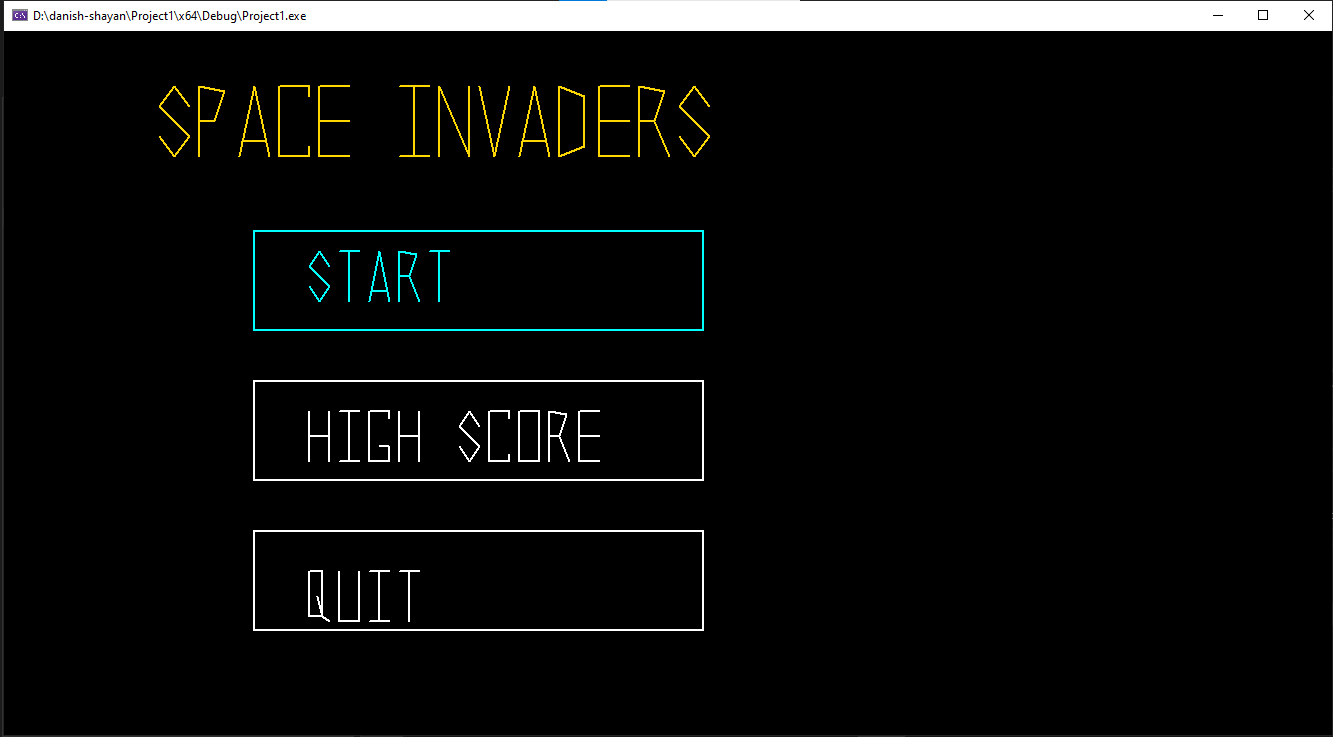 D:\danish-shayan\Project1\x64\Debug\Project1.exe
SPACE INVADERS
START
HIGH SCORE
QUIT